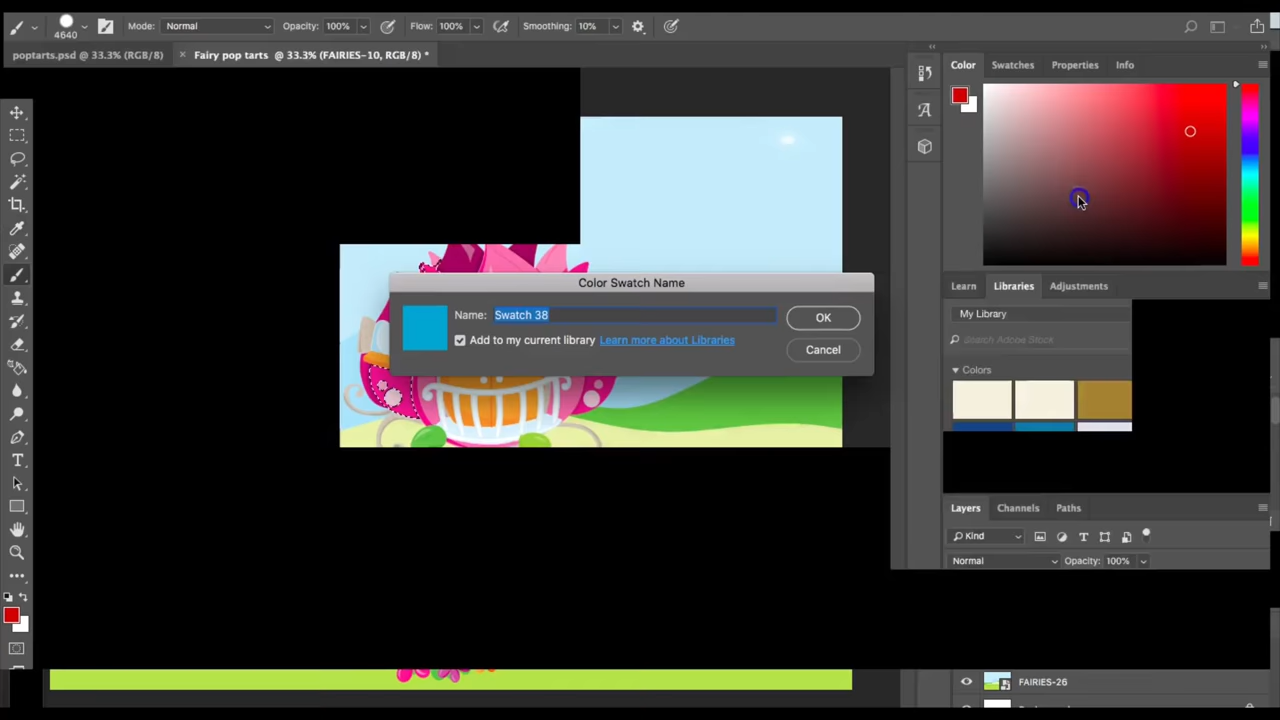 Mode: Normal Opacity: 100% Flow: 100% Smoothing: 10%
4640
poptarts.psd @ 33.3% (RGB/8) × Fairy pop tarts @ 33.3% (FAIRIES-10, RGB/8) *
Color Swatches Properties Info
Color Swatch Name
Name: Swatch 38 OK
Add to my current library Learn more about Libraries
Cancel
Learn Libraries Adjustments
My Library
Search Adobe Stock
Colors
Layers Channels Paths
Kind
Normal Opacity: 100%
FAIRIES-26